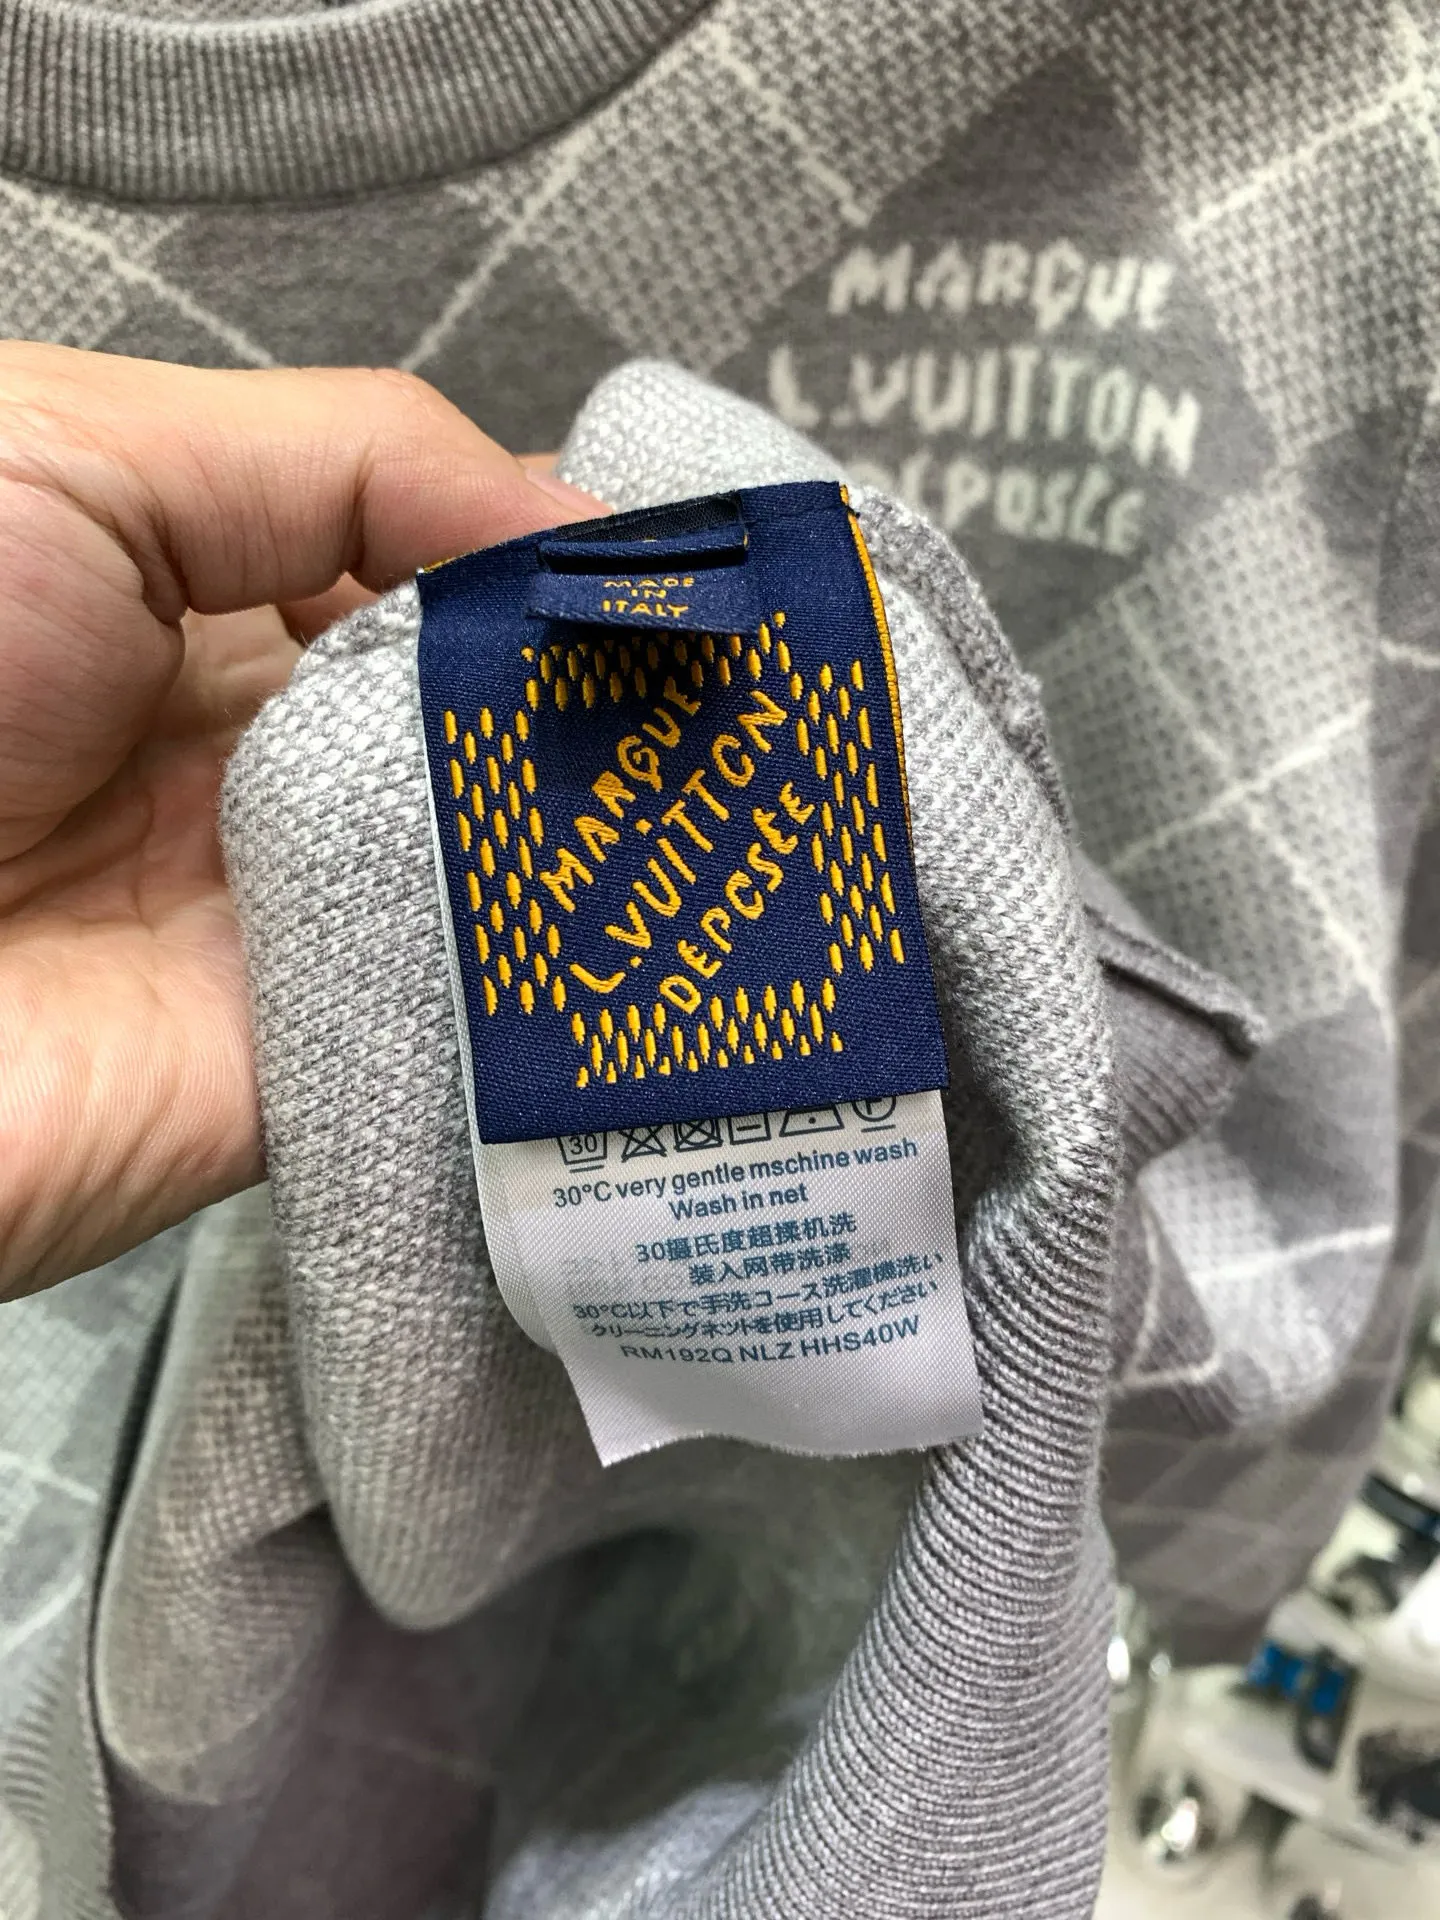 MARQUE
L.VUITTON
MADE
IN
ITALY
MARQUE
L.VUITTON
DEPOSEE
30
30°C very gentle mschine wash
Wash in net
30摄氏度超揉机洗
装入网带洗涤
30°C以下で手洗コース洗濯機洗い
クリーニングネットを使用してください
RM192Q NLZ HHS40W